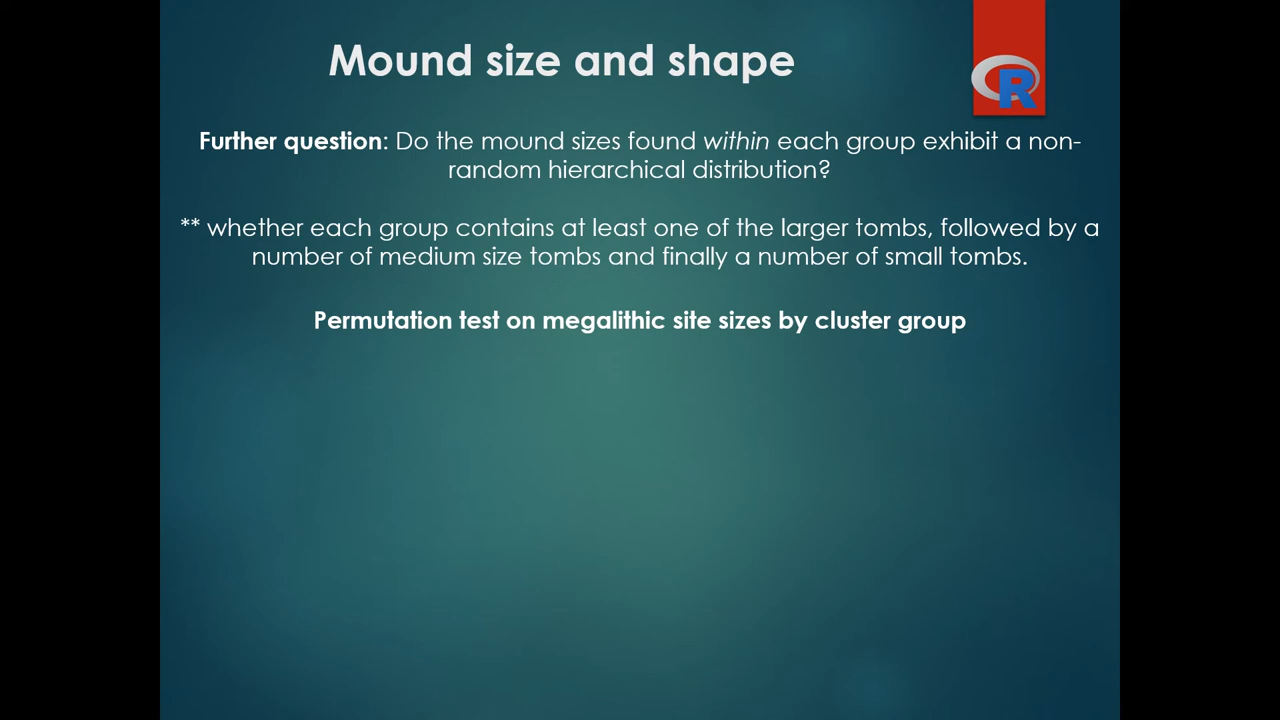 Mound size and shape
R
Further question: Do the mound sizes found within each group exhibit a non-
random hierarchical distribution?
** whether each group contains at least one of the larger tombs, followed by a
number of medium size tombs and finally a number of small tombs.
Permutation test on megalithic site sizes by cluster group